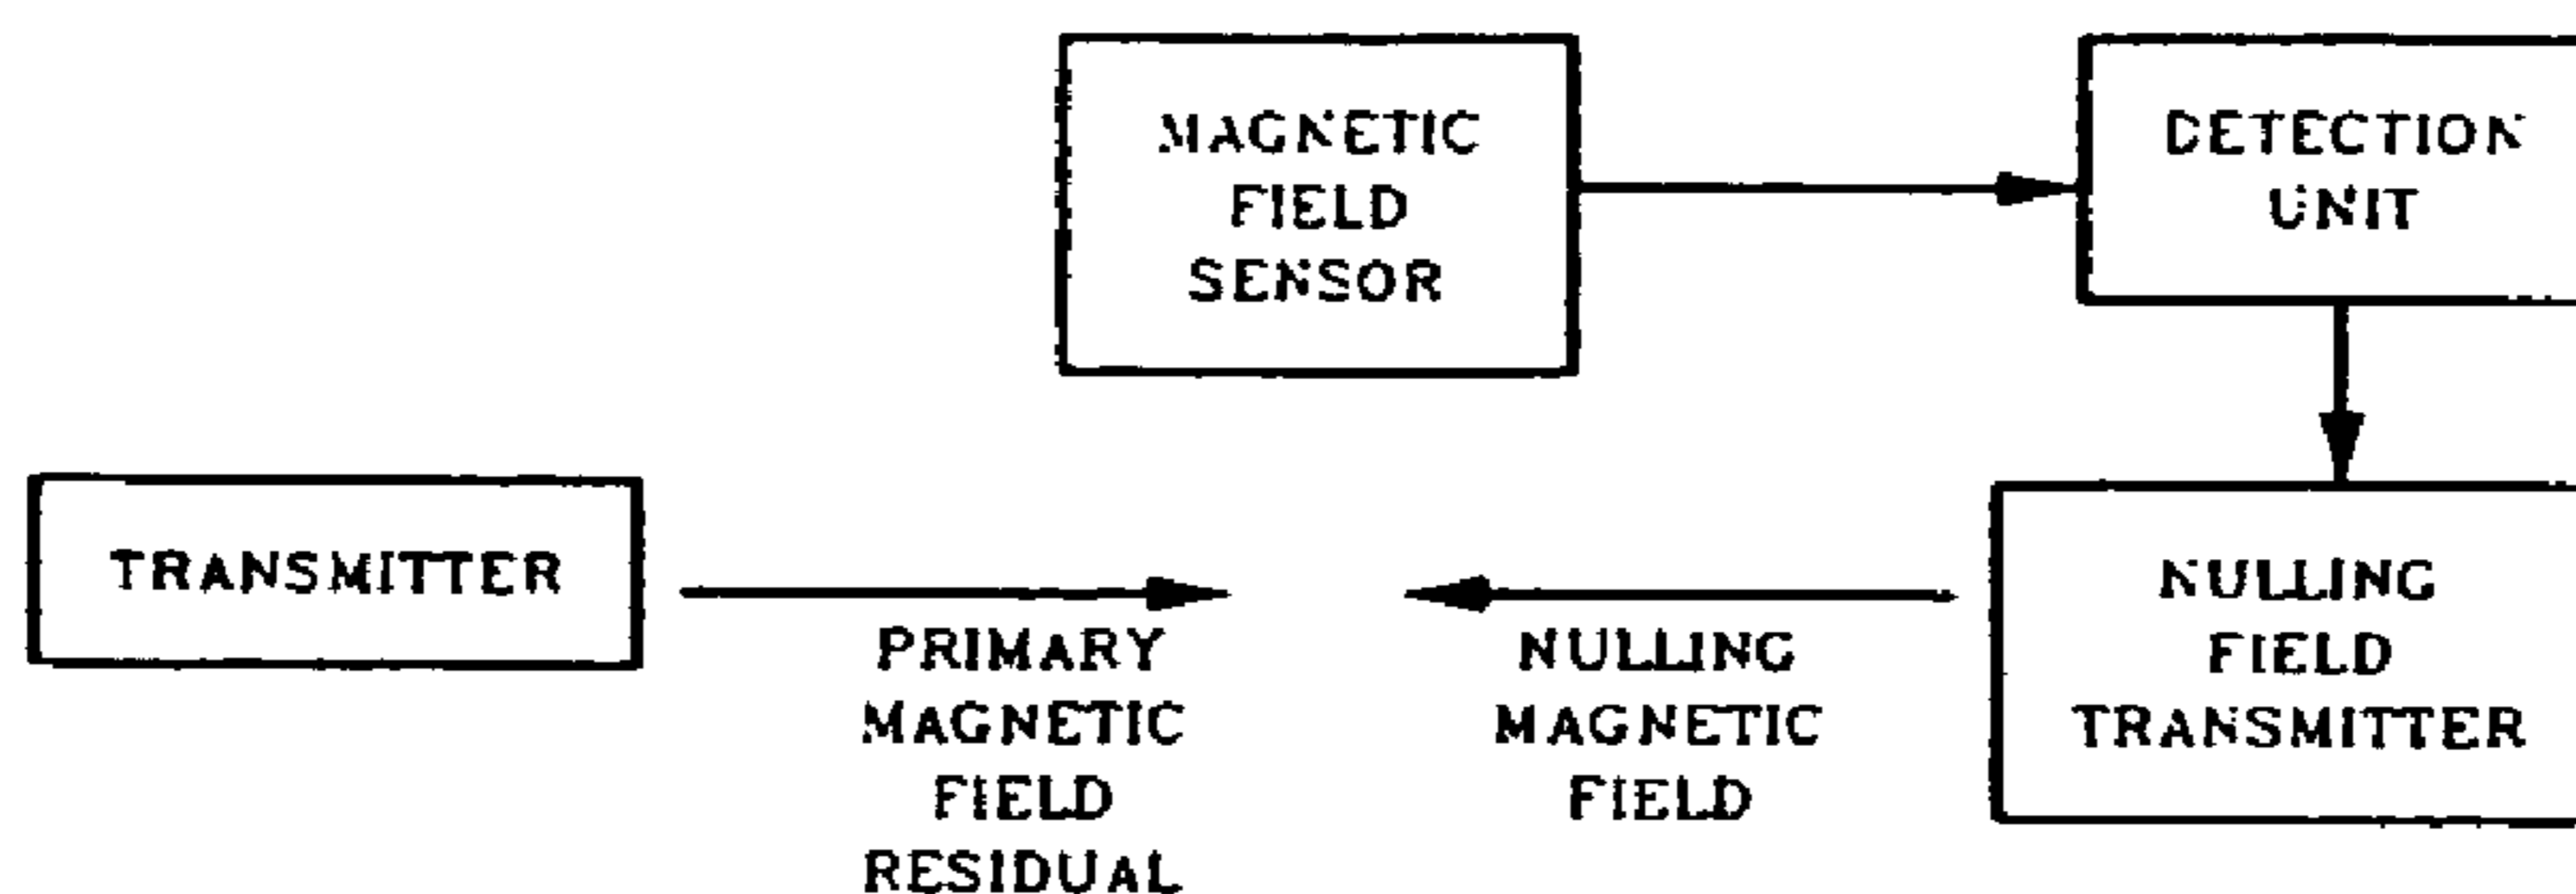 MAGNETIC
FIELD
SENSOR
DETECTION
UNIT
TRANSMITTER
PRIMARY
MAGNETIC
FIELD
RESIDUAL
NULLING
MAGNETIC
FIELD
NULLING
FIELD
TRANSMITTER